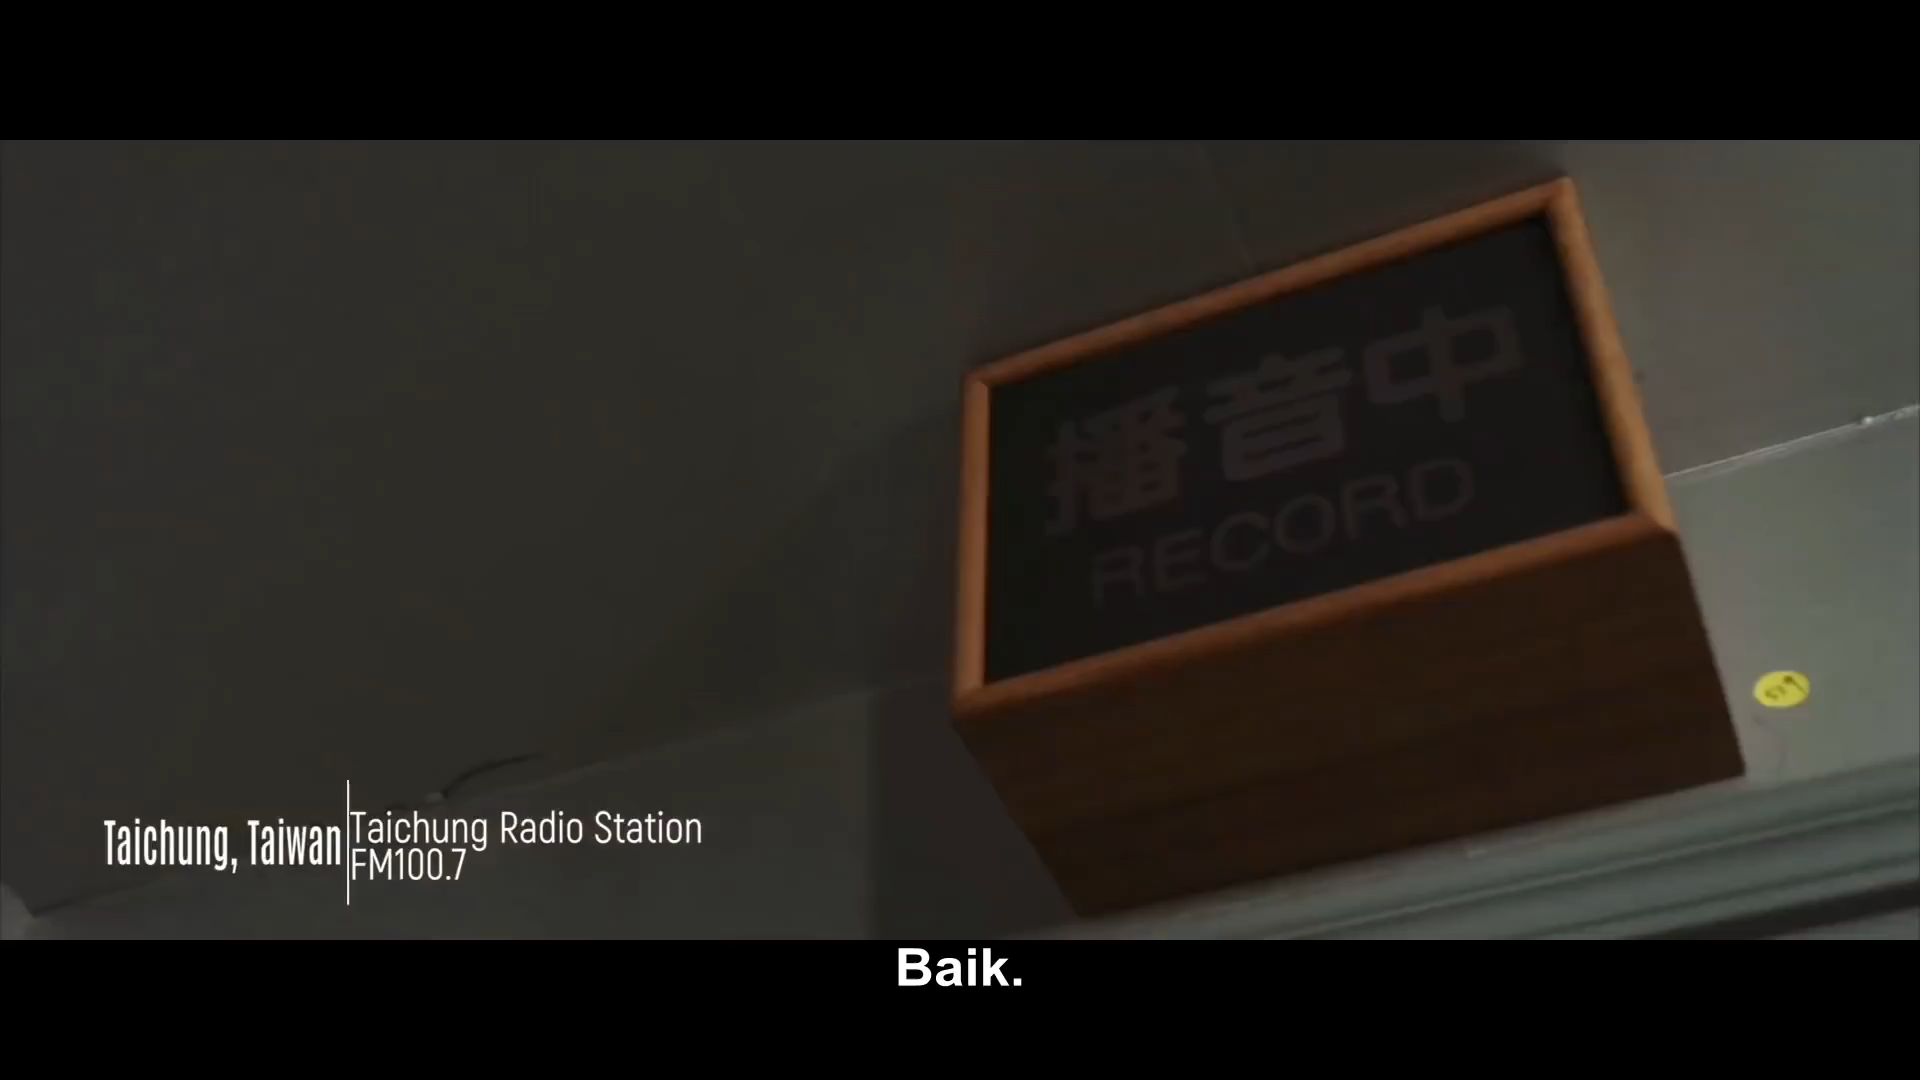 播音中
RECORD
Taichung, Taiwan
Taichung Radio Station
FM100.7
Baik.